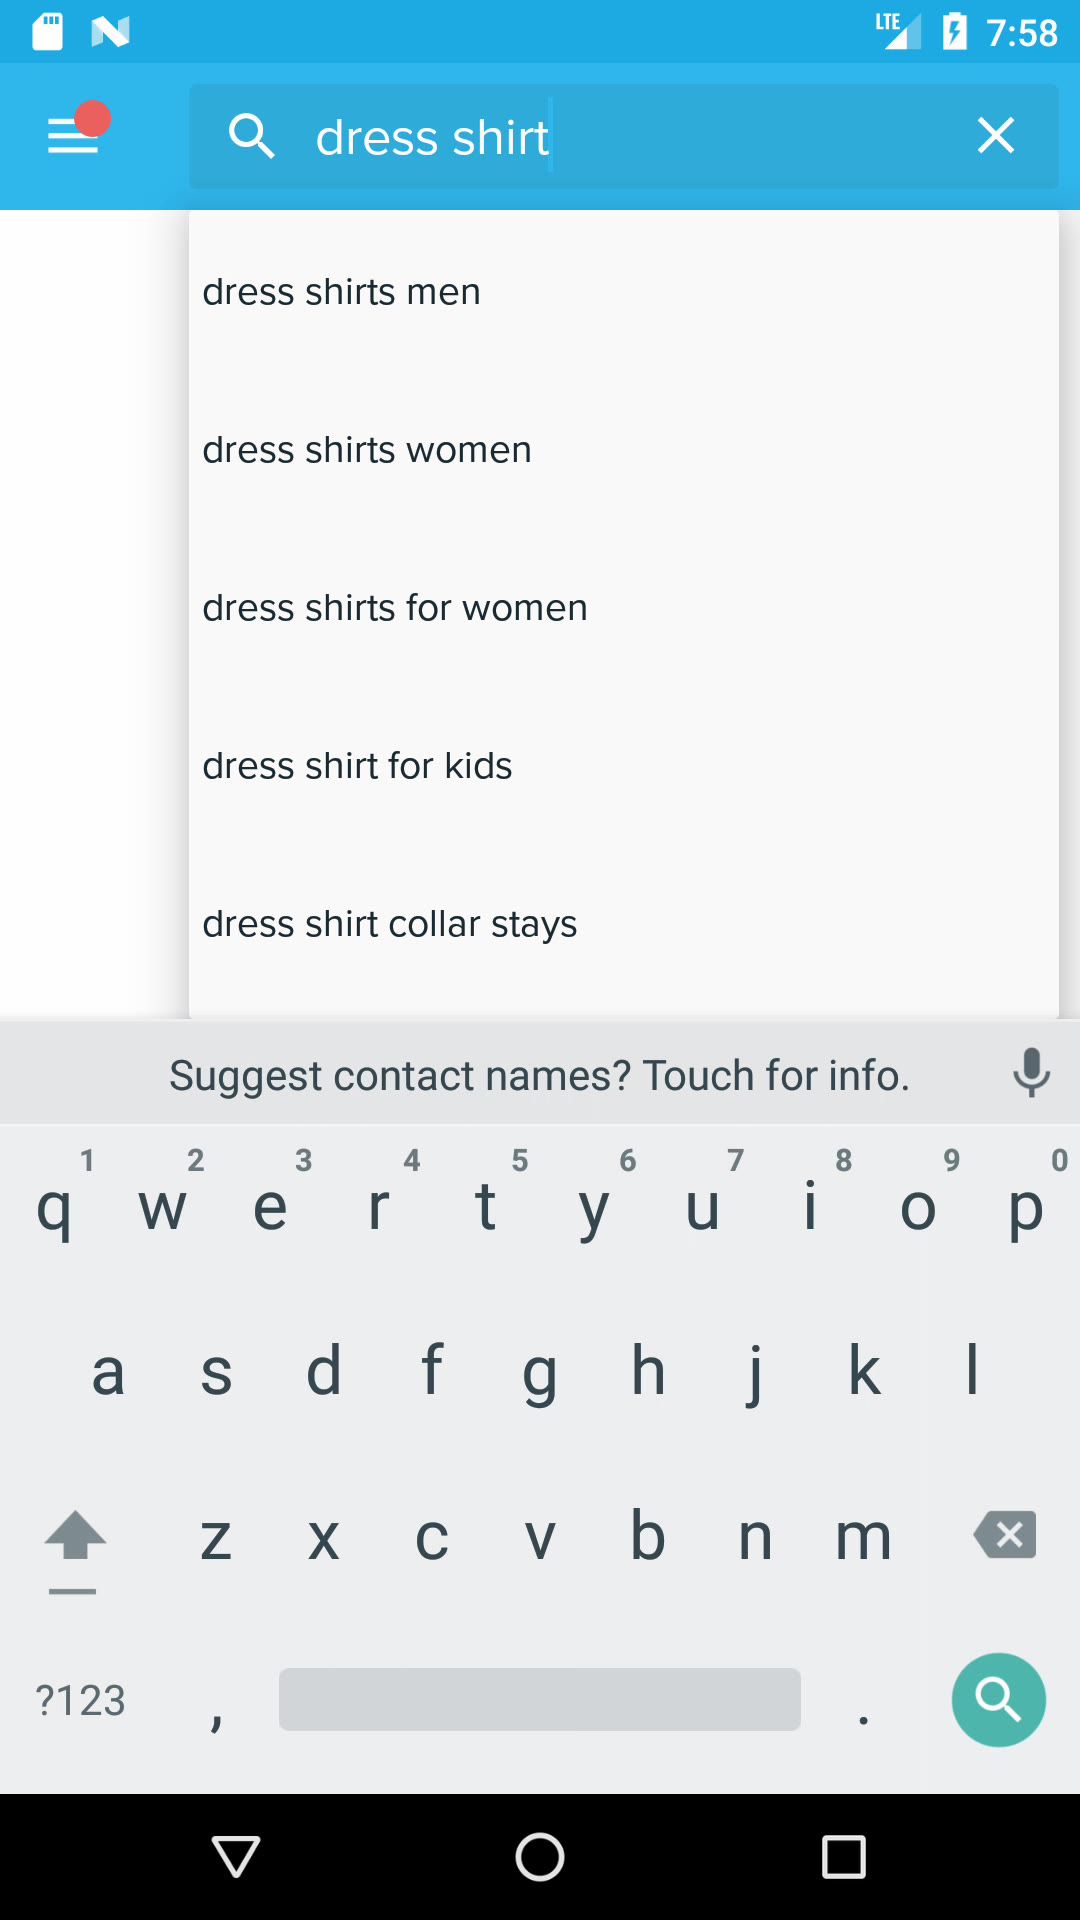 LTE 7:58
dress shirt
dress shirts men
dress shirts women
dress shirts for women
dress shirt for kids
dress shirt collar stays
Suggest contact names? Touch for info.
1 2 3 4 5 6 7 8 9 0
q w e r t y u i o p
a s d f g h j k l
z x c v b n m
?123 , .